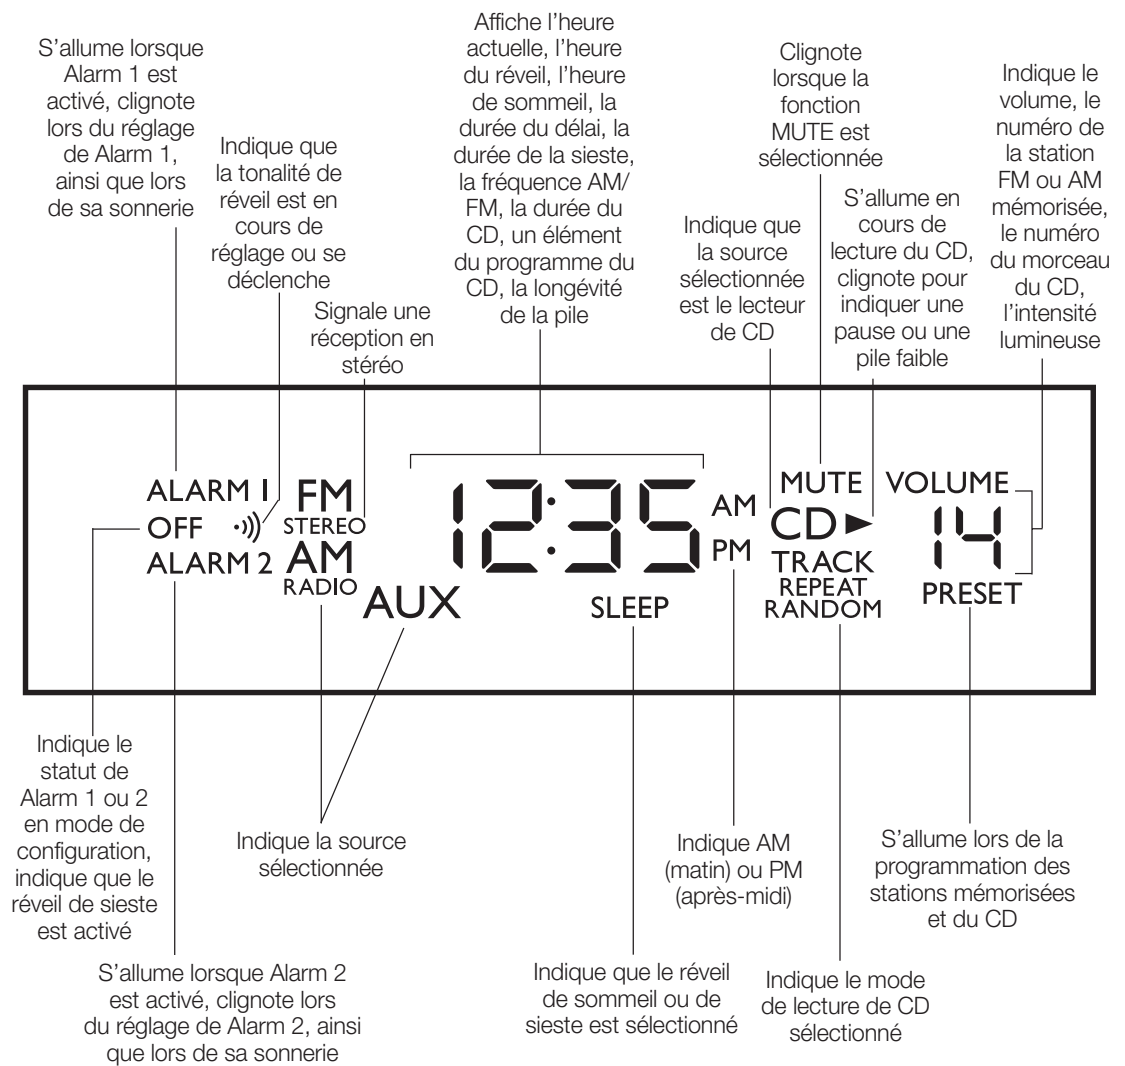 S'allume lorsque
Alarm 1 est
activé, clignote
lors du réglage
de Alarm 1,
ainsi que lors
de sa sonnerie
Indique que
la tonalité de
réveil est en
cours de
réglage ou se
déclenche
Signale une
réception en
stéréo
Affiche l'heure
actuelle, l'heure
du réveil, l'heure
de sommeil, la
durée du délai, la
durée de la sieste,
la fréquence AM/
FM, la durée du
CD, un élément
du programme du
CD, la longévité
de la pile
Indique que
la source
sélectionnée
est le lecteur
de CD
Clignote
lorsque la
fonction
MUTE est
sélectionnée
S'allume en
cours de
lecture du CD,
clignote pour
indiquer une
pause ou une
pile faible
Indique le
volume, le
numéro de
la station
FM ou AM
mémorisée,
le numéro
du morceau
du CD,
l'intensité
lumineuse
ALARM 1
OFF
ALARM 2
FM
STEREO
AM
RADIO
AUX
12:35
AM
PM
SLEEP
MUTE
CD
TRACK
REPEAT
RANDOM
VOLUME
14
PRESET
Indique le
statut de
Alarm 1 ou 2
en mode de
configuration,
indique que le
réveil de sieste
est activé
S'allume lorsque Alarm 2
est activé, clignote lors
du réglage de Alarm 2, ainsi
que lors de sa sonnerie
Indique la source
sélectionnée
Indique que le réveil
de sommeil ou de
sieste est sélectionné
Indique AM
(matin) ou PM
(après-midi)
Indique le mode
de lecture de CD
sélectionné
S'allume lors de la
programmation des
stations mémorisées
et du CD